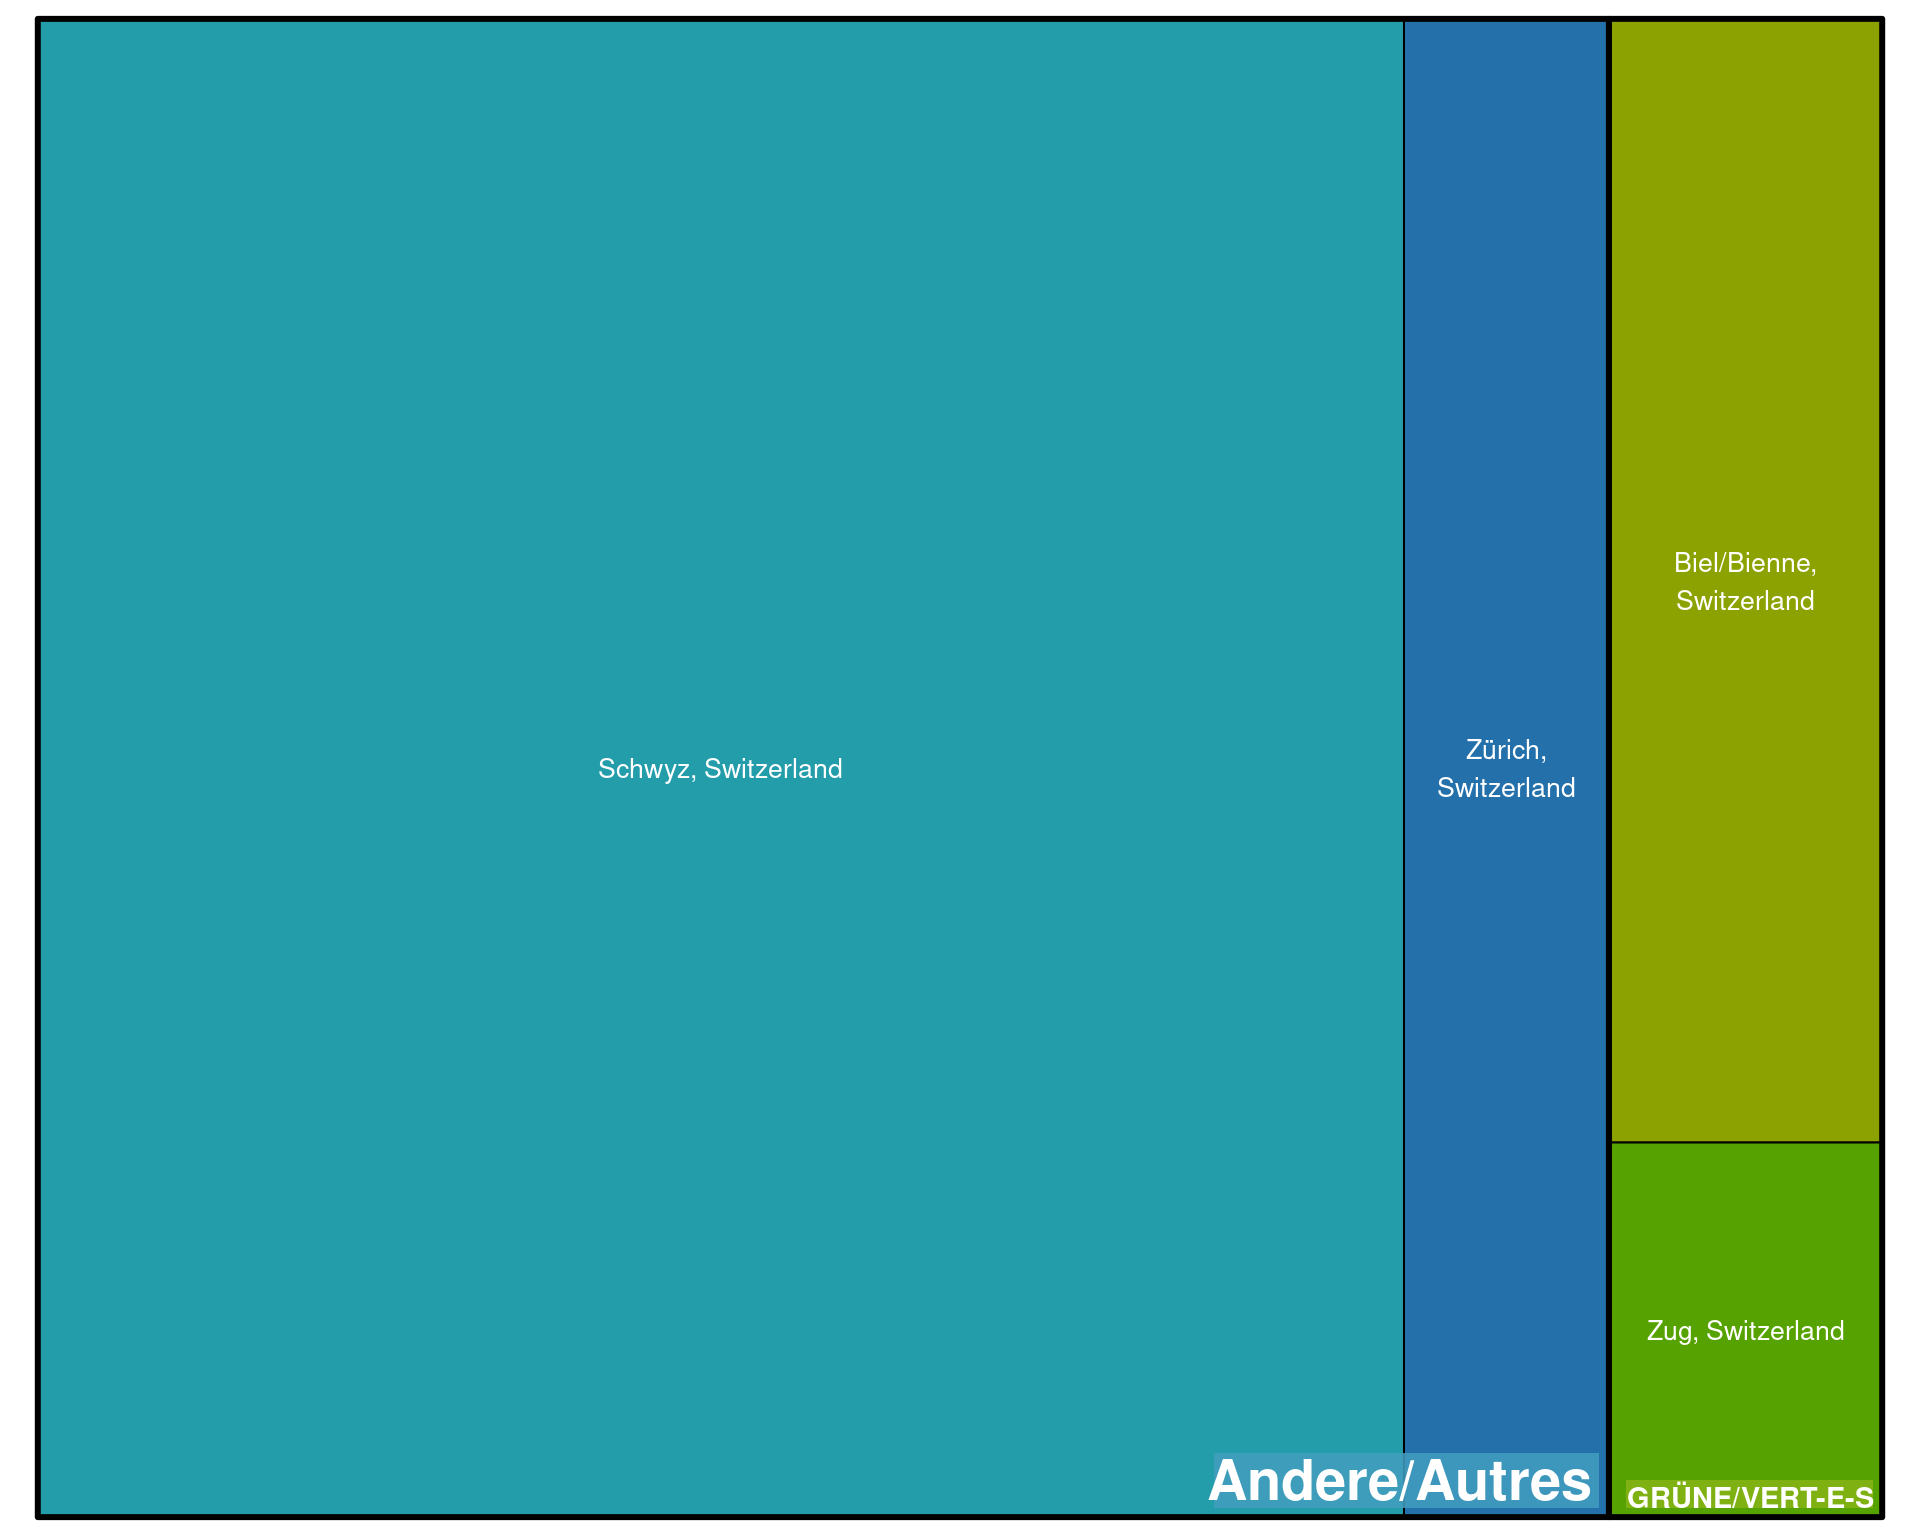 Schwyz, Switzerland
Zürich,
Switzerland
Andere/Autres
Biel/Bienne,
Switzerland
Zug, Switzerland
GRÜNE/VERT-E-S